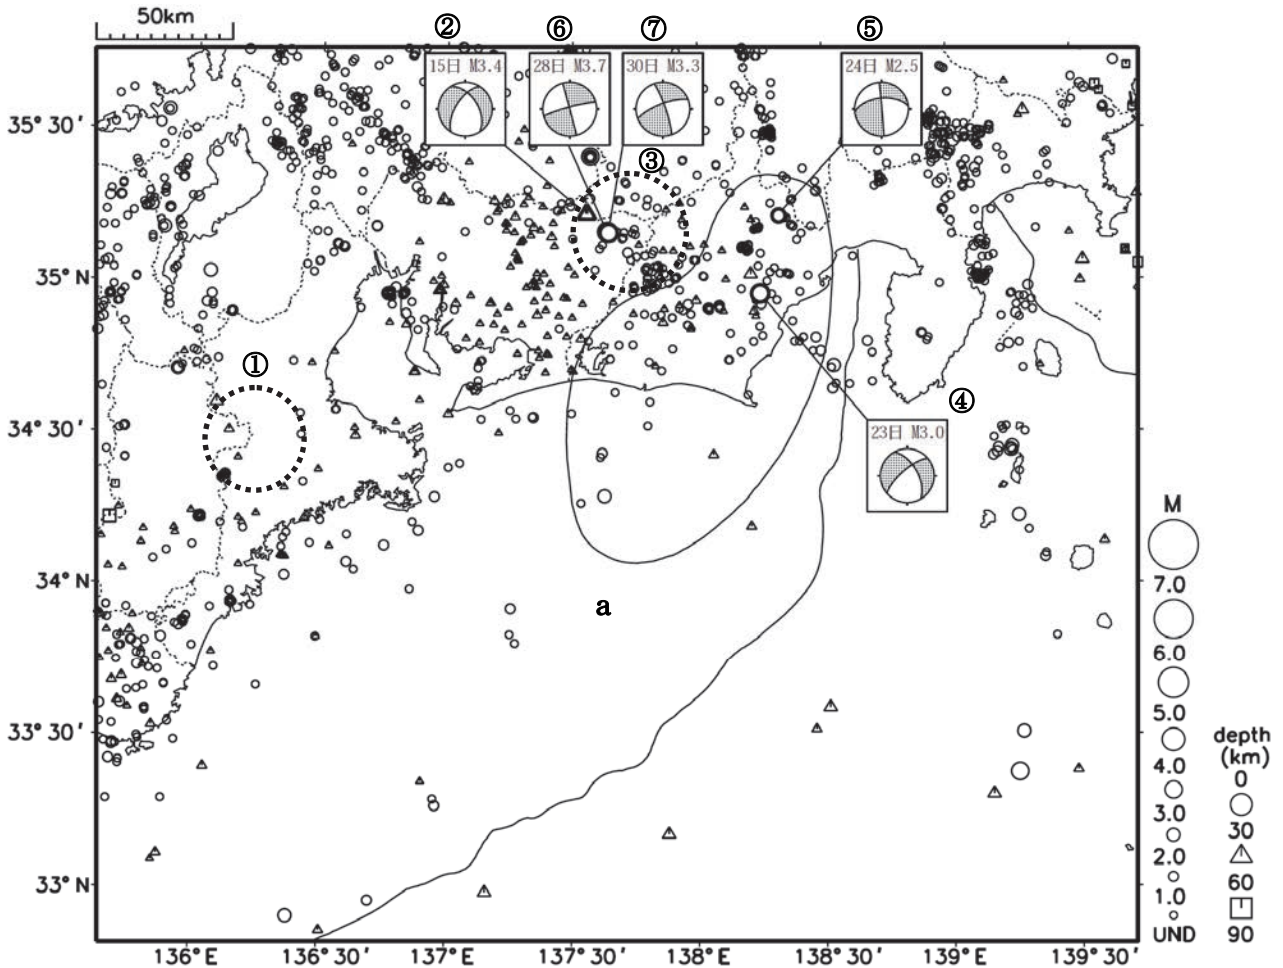 50km
② ⑥ ⑦ ⑤
15日 M3.4
28日 M3.7
30日 M3.3
24日 M2.5
③
①
④
23日 M3.0
a
35° 30′
35° N
34° 30′
34° N
33° 30′
33° N
136° E
136° 30′
137° E
137° 30′
138° E
138° 30′
139° E
139° 30′
M
7.0
6.0
5.0
4.0
3.0
2.0
1.0
UND
depth
(km)
0
30
60
90